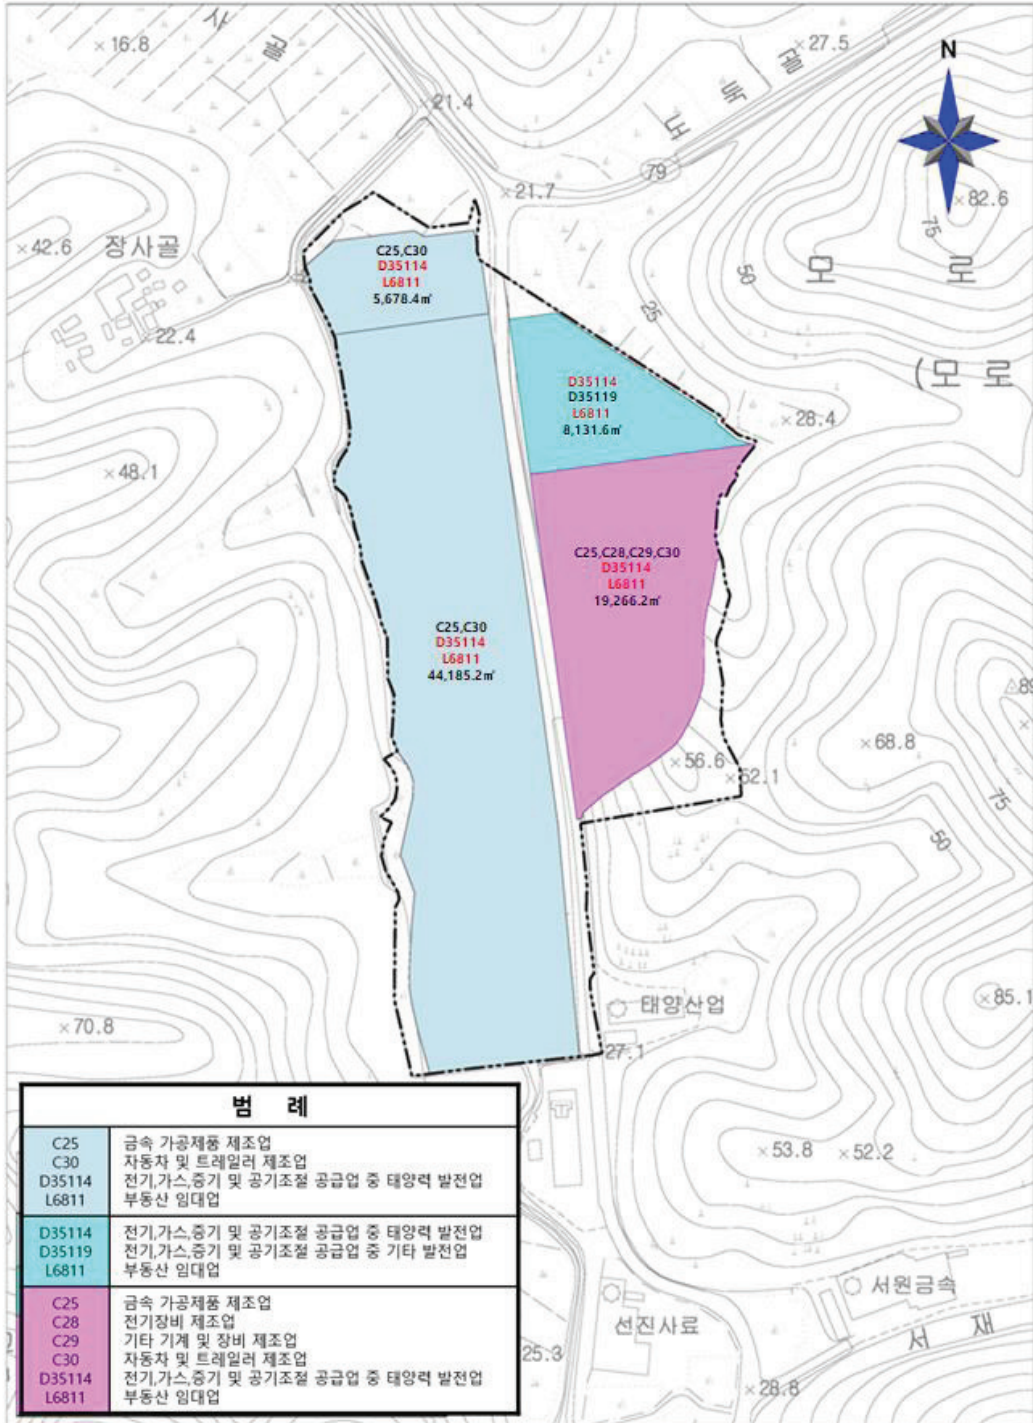 사 골
×16.8
×27.5
도 둑 골
N
21.4
79
×21.7
×82.6
75
×42.6
장사골
50
모 로
C25,C30
D35114
L6811
5,678.4㎡
25
×22.4
(모 로
D35114
D35119
L6811
8,131.6㎡
×28.4
×48.1
C25,C28,C29,C30
D35114
L6811
19,266.2㎡
C25,C30
D35114
L6811
44,185.2㎡
×68.8
×56.6
×62.1
75
50
×85.1
태양산업
×70.8
27.1
범 례
C25 금속 가공제품 제조업
C30 자동차 및 트레일러 제조업
D35114 전기,가스,증기 및 공기조절 공급업 중 태양력 발전업
L6811 부동산 임대업
D35114 전기,가스,증기 및 공기조절 공급업 중 태양력 발전업
D35119 전기,가스,증기 및 공기조절 공급업 중 기타 발전업
L6811 부동산 임대업
C25 금속 가공제품 제조업
C28 전기장비 제조업
C29 기타 기계 및 장비 제조업
C30 자동차 및 트레일러 제조업
D35114 전기,가스,증기 및 공기조절 공급업 중 태양력 발전업
L6811 부동산 임대업
×53.8
×52.2
서원금속
선진사료
서 재
25.3
×28.8